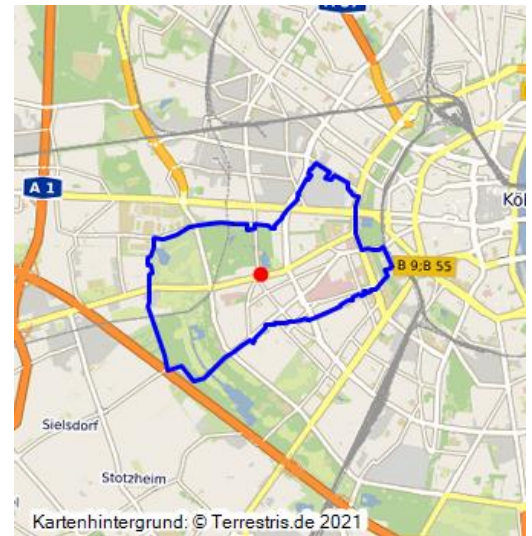 A 1
Köl
B 9;B 55
Sielsdorf
Stotzheim
Kartenhintergrund: © Terrestris.de 2021